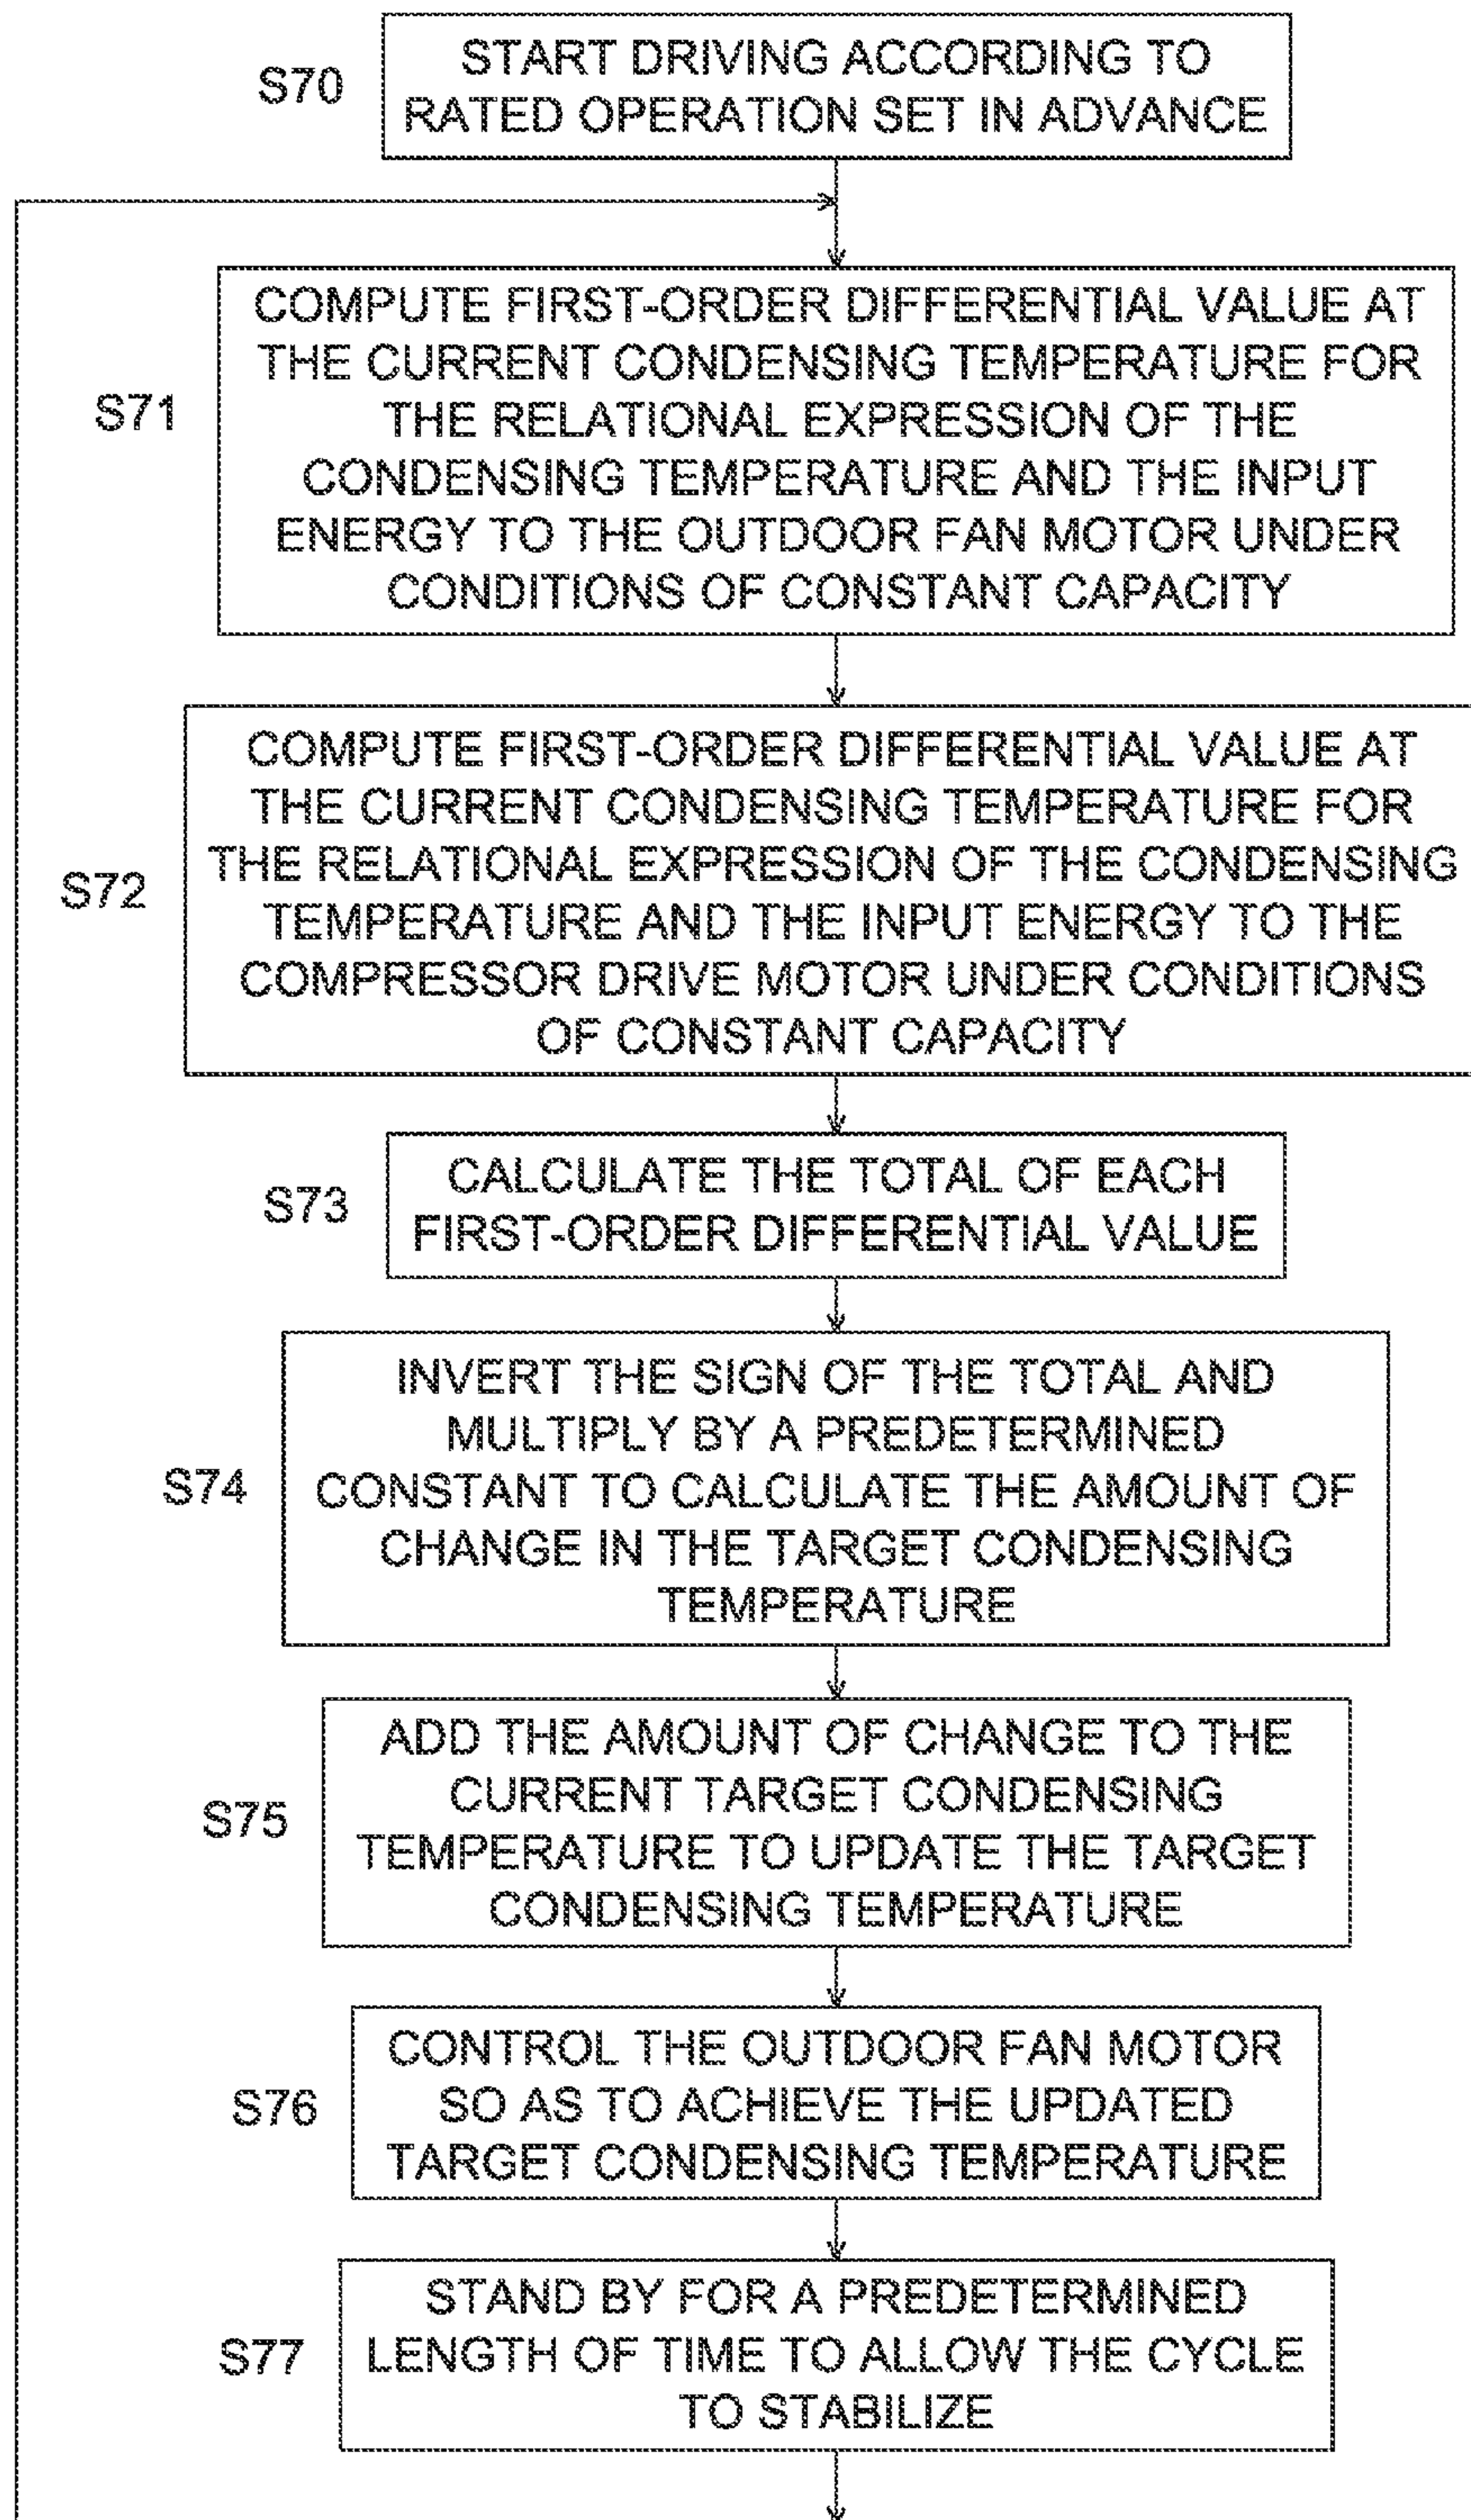 S70
START DRIVING ACCORDING TO
RATED OPERATION SET IN ADVANCE
S71
COMPUTE FIRST-ORDER DIFFERENTIAL VALUE AT
THE CURRENT CONDENSING TEMPERATURE FOR
THE RELATIONAL EXPRESSION OF THE
CONDENSING TEMPERATURE AND THE INPUT
ENERGY TO THE OUTDOOR FAN MOTOR UNDER
CONDITIONS OF CONSTANT CAPACITY
S72
COMPUTE FIRST-ORDER DIFFERENTIAL VALUE AT
THE CURRENT CONDENSING TEMPERATURE FOR
THE RELATIONAL EXPRESSION OF THE CONDENSING
TEMPERATURE AND THE INPUT ENERGY TO THE
COMPRESSOR DRIVE MOTOR UNDER CONDITIONS
OF CONSTANT CAPACITY
S73
CALCULATE THE TOTAL OF EACH
FIRST-ORDER DIFFERENTIAL VALUE
S74
INVERT THE SIGN OF THE TOTAL AND
MULTIPLY BY A PREDETERMINED
CONSTANT TO CALCULATE THE AMOUNT OF
CHANGE IN THE TARGET CONDENSING
TEMPERATURE
S75
ADD THE AMOUNT OF CHANGE TO THE
CURRENT TARGET CONDENSING
TEMPERATURE TO UPDATE THE TARGET
CONDENSING TEMPERATURE
S76
CONTROL THE OUTDOOR FAN MOTOR
SO AS TO ACHIEVE THE UPDATED
TARGET CONDENSING TEMPERATURE
S77
STAND BY FOR A PREDETERMINED
LENGTH OF TIME TO ALLOW THE CYCLE
TO STABILIZE